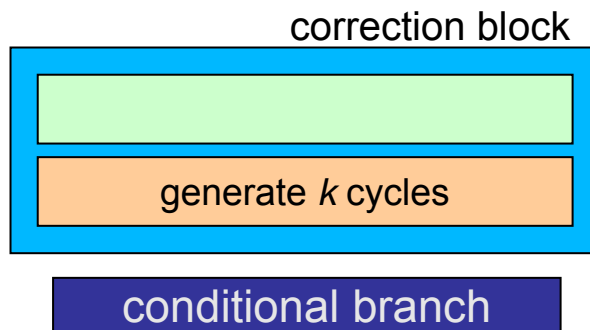 correction block
generate k cycles
conditional branch